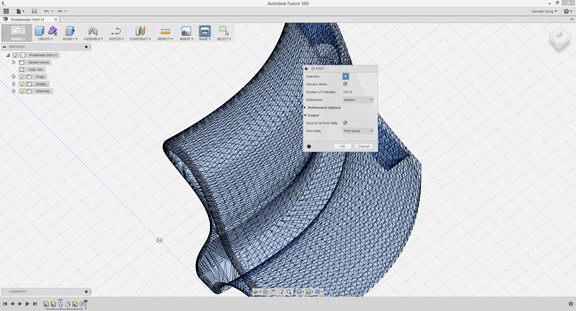 Autodesk Fusion 360
Kenneth Wong
Problematic Part v1
MODEL
CREATE
MODIFY
ASSEMBLE
SKETCH
CONSTRUCT
INSPECT
INSERT
MAKE
SELECT
BROWSER
Problematic Part v1
Named Views
Units: mm
Origin
Bodies
Sketches
3D PRINT
Selection
Preview Mesh
Number of Triangles
Refinement
Medium
Refinement Options
Output
Send to 3D Print Utility
Print Utility
Print Studio
OK
Cancel
COMMENTS